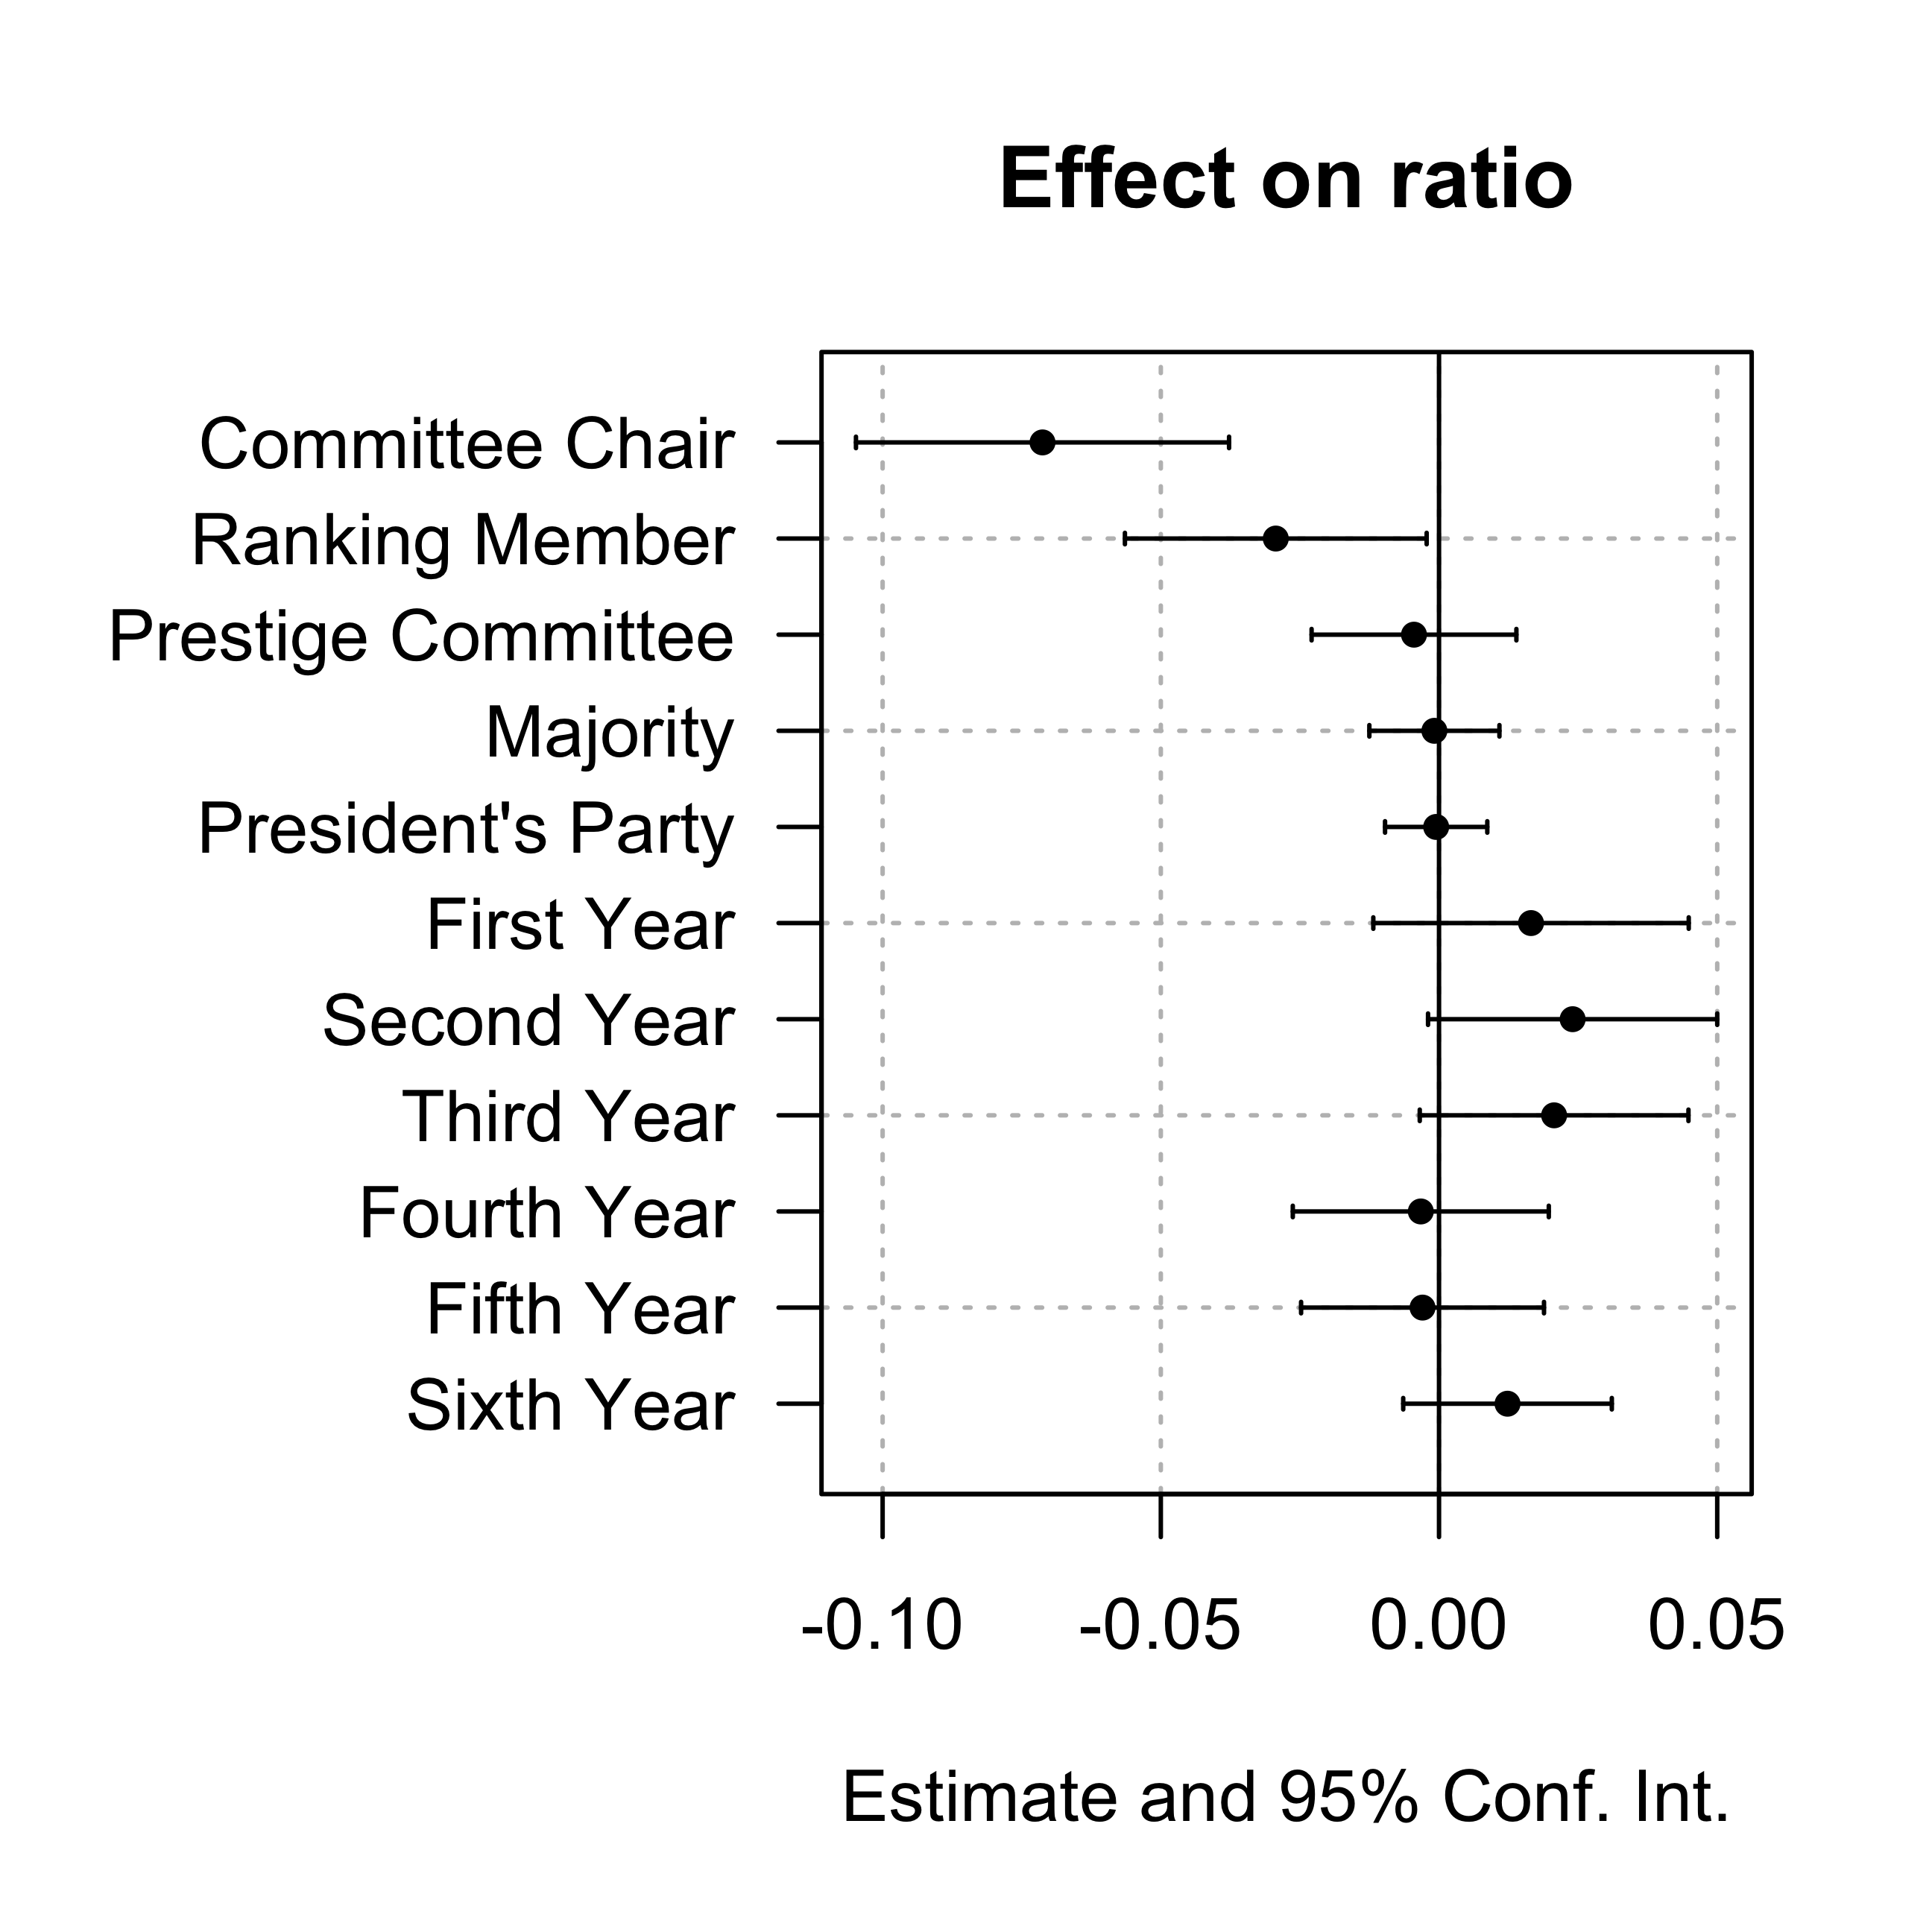 Effect on ratio
Committee Chair
Ranking Member
Prestige Committee
Majority
President's Party
First Year
Second Year
Third Year
Fourth Year
Fifth Year
Sixth Year
-0.10 -0.05 0.00 0.05
Estimate and 95% Conf. Int.